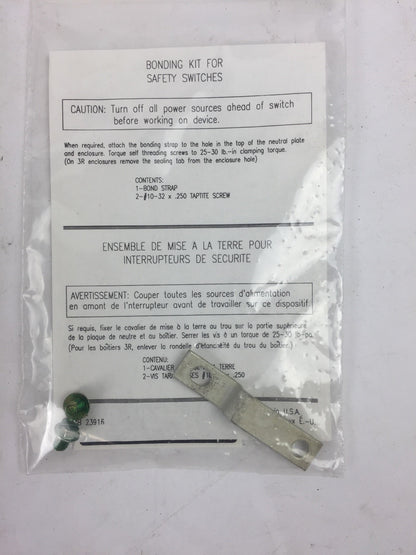 BONDING KIT FOR
SAFETY SWITCHES
CAUTION: Turn off all power sources ahead of switch
before working on device.
When required, attach the bonding strap to the hole in the top of the neutral plate
and enclosure. Torque self threading screws to 25-30 lb.-in clamping torque.
(On 3R enclosures remove the sealing tab from the enclosure hole)
CONTENTS:
1-BOND STRAP
2-#10-32 x .250 TAPTITE SCREW
ENSEMBLE DE MISE A LA TERRE POUR
INTERRUPTEURS DE SECURITE
AVERTISSEMENT: Couper toutes les sources d'alimentation
en amont de l'interrupteur avant de travailler sur ce dispositif.
Si requis, fixer le cavalier de mise à la terre au trou sur la partie supérieure
de la plaque de neutre et au boîtier. Serrer les vis à un torque de 25-30 lb-po.
(Pour les boîtiers 3R, enlever la rondelle d'étanchéité du trou du boîtier.)
CONTENU:
1-CAVALIER TERRE
2-VIS .250
U.S.A.
23916 É.-U.